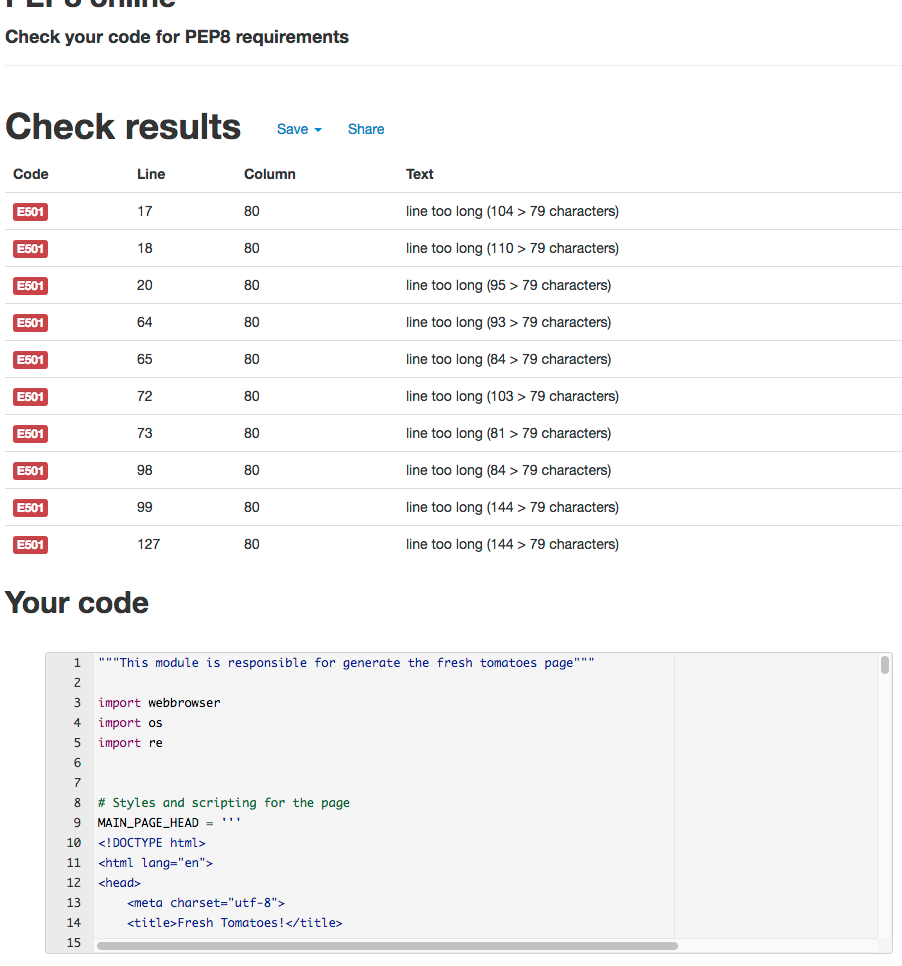 PEP8 online
Check your code for PEP8 requirements
Check results Save Share
Code Line Column Text
E501 17 80 line too long (104 > 79 characters)
E501 18 80 line too long (110 > 79 characters)
E501 20 80 line too long (95 > 79 characters)
E501 64 80 line too long (93 > 79 characters)
E501 65 80 line too long (84 > 79 characters)
E501 72 80 line too long (103 > 79 characters)
E501 73 80 line too long (81 > 79 characters)
E501 98 80 line too long (84 > 79 characters)
E501 99 80 line too long (144 > 79 characters)
E501 127 80 line too long (144 > 79 characters)
Your code
1 """This module is responsible for generate the fresh tomatoes page"""
2
3 import webbrowser
4 import os
5 import re
6
7
8 # Styles and scripting for the page
9 MAIN_PAGE_HEAD = '''
10 <!DOCTYPE html>
11 <html lang="en">
12 <head>
13 <meta charset="utf-8">
14 <title>Fresh Tomatoes!</title>
15